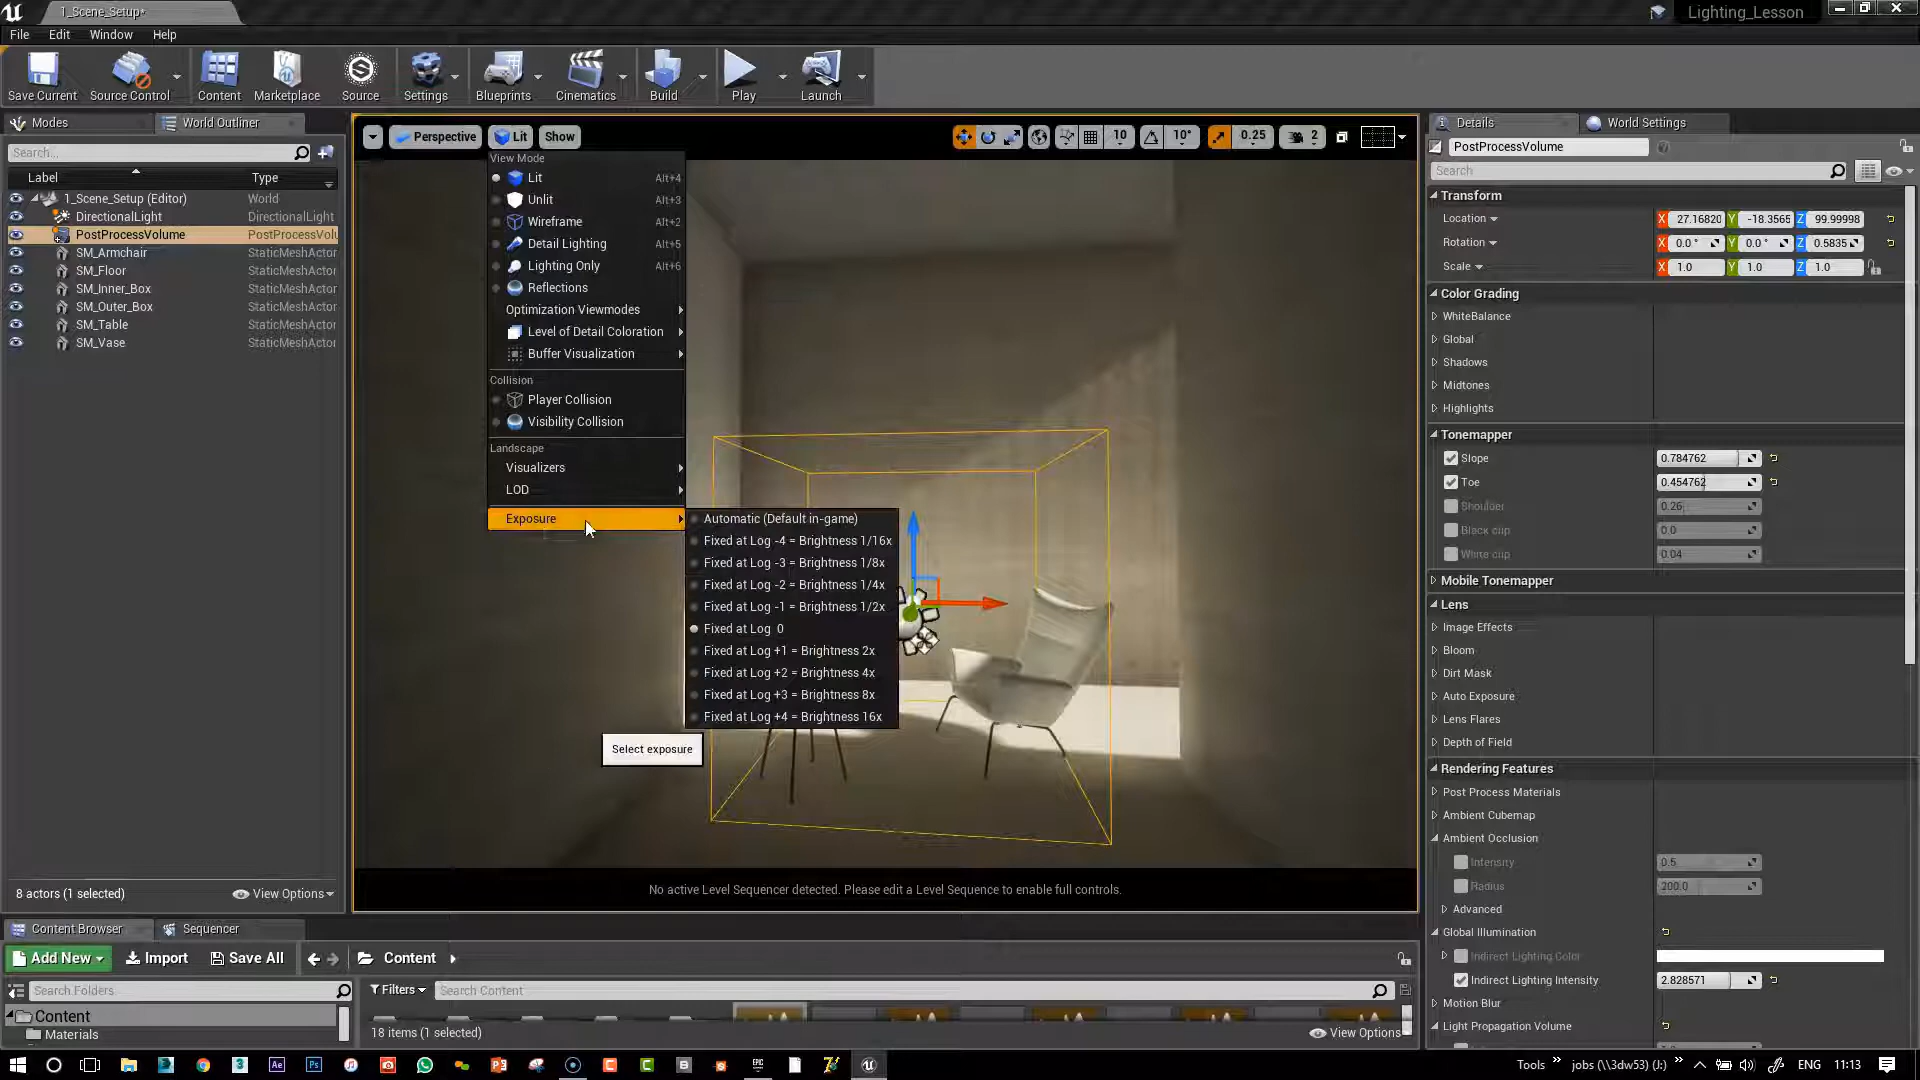 1_Scene_Setup*
Lighting_Lesson
File Edit Window Help
Save Current Source Control Content Marketplace Source Settings Blueprints Cinematics Build Play Launch
Modes World Outliner
Search...
Label Type
1_Scene_Setup (Editor) World
DirectionalLight DirectionalLight
PostProcessVolume PostProcessVolu
SM_Armchair StaticMeshActor
SM_Floor StaticMeshActor
SM_Inner_Box StaticMeshActor
SM_Outer_Box StaticMeshActor
SM_Table StaticMeshActor
SM_Vase StaticMeshActor
8 actors (1 selected) View Options
Perspective Lit Show
10 10° 0.25 2
View Mode
Lit Alt+4
Unlit Alt+3
Wireframe Alt+2
Detail Lighting Alt+5
Lighting Only Alt+6
Reflections
Optimization Viewmodes
Level of Detail Coloration
Buffer Visualization
Collision
Player Collision
Visibility Collision
Landscape
Visualizers
LOD
Exposure
Automatic (Default in-game)
Fixed at Log -4 = Brightness 1/16x
Fixed at Log -3 = Brightness 1/8x
Fixed at Log -2 = Brightness 1/4x
Fixed at Log -1 = Brightness 1/2x
Fixed at Log 0
Fixed at Log +1 = Brightness 2x
Fixed at Log +2 = Brightness 4x
Fixed at Log +3 = Brightness 8x
Fixed at Log +4 = Brightness 16x
Select exposure
No active Level Sequencer detected. Please edit a Level Sequence to enable full controls.
Details World Settings
PostProcessVolume
Search
Transform
Location X 27.16820 Y -18.3565 Z 99.99998
Rotation X 0.0 ° Y 0.0 ° Z 0.5835
Scale X 1.0 Y 1.0 Z 1.0
Color Grading
WhiteBalance
Global
Shadows
Midtones
Highlights
Tonemapper
Slope 0.784762
Toe 0.454762
Shoulder 0.26
Black clip 0.0
White clip 0.04
Mobile Tonemapper
Lens
Image Effects
Bloom
Dirt Mask
Auto Exposure
Lens Flares
Depth of Field
Rendering Features
Post Process Materials
Ambient Cubemap
Ambient Occlusion
Intensity 0.5
Radius 200.0
Advanced
Global Illumination
Indirect Lighting Color
Indirect Lighting Intensity 2.828571
Motion Blur
Light Propagation Volume
Content Browser Sequencer
Add New Import Save All Content
Search Folders Filters Search Content
Content
Materials
18 items (1 selected) View Options
Tools jobs (\\3dw53) (J:) ENG 11:13